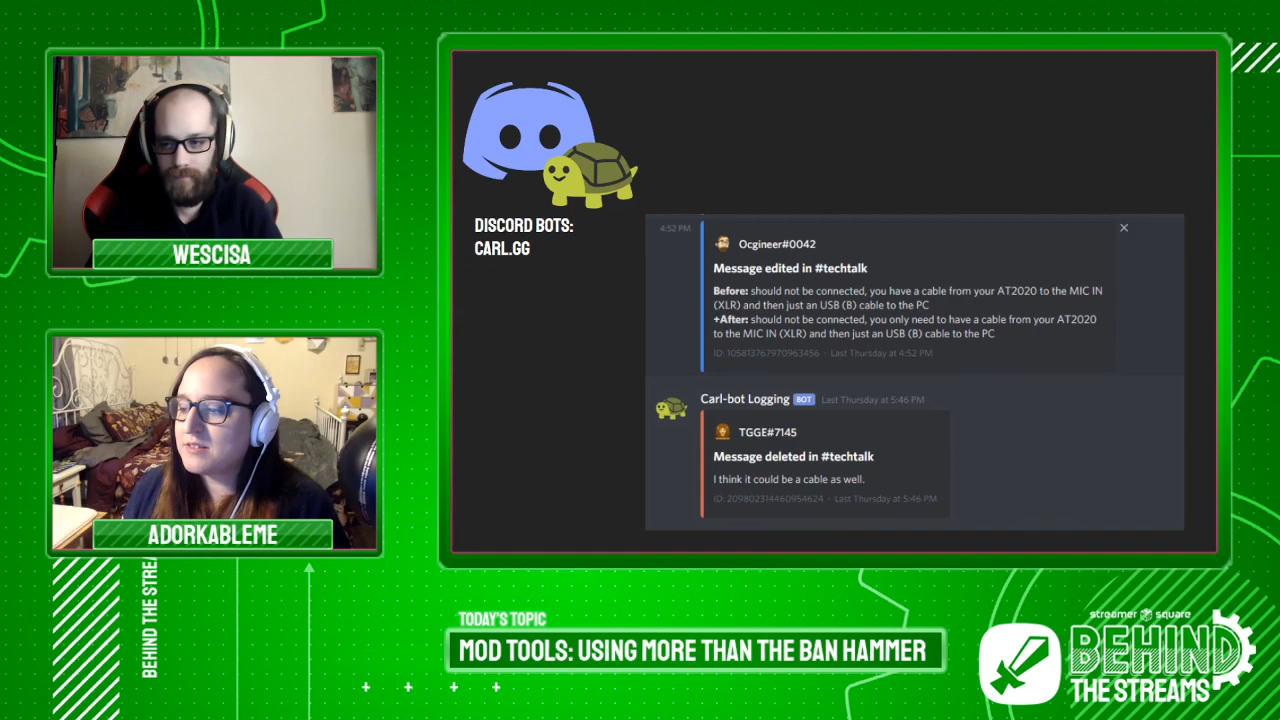 WESCISA
ADORKABLEME
BEHIND THE STREA
DISCORD BOTS:
CARL.GG
4:52 PM
Ocgineer#0042
Message edited in #techtalk
Before: should not be connected, you have a cable from your AT2020 to the MIC IN
(XLR) and then just an USB (B) cable to the PC
+After: should not be connected, you only need to have a cable from your AT2020
to the MIC IN (XLR) and then just an USB (B) cable to the PC
ID: 105813767970963456 · Last Thursday at 4:52 PM
Carl-bot Logging BOT Last Thursday at 5:46 PM
TGGE#7145
Message deleted in #techtalk
I think it could be a cable as well.
ID: 209802314460954624 · Last Thursday at 5:46 PM
TODAY'S TOPIC
MOD TOOLS: USING MORE THAN THE BAN HAMMER
streamer square
BEHIND
THE STREAMS